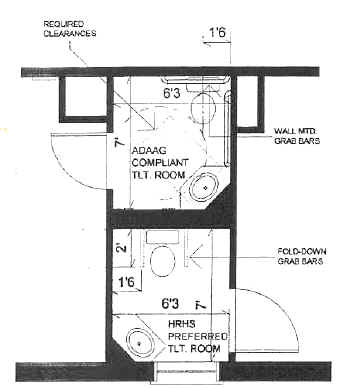 REQUIRED
CLEARANCES
1'6
6'3
7'
ADAAG
COMPLIANT
TLT. ROOM
WALL MTD.
GRAB BARS
2'
1'6
FOLD-DOWN
GRAB BARS
6'3
7'
HRHS
PREFERRED
TLT. ROOM